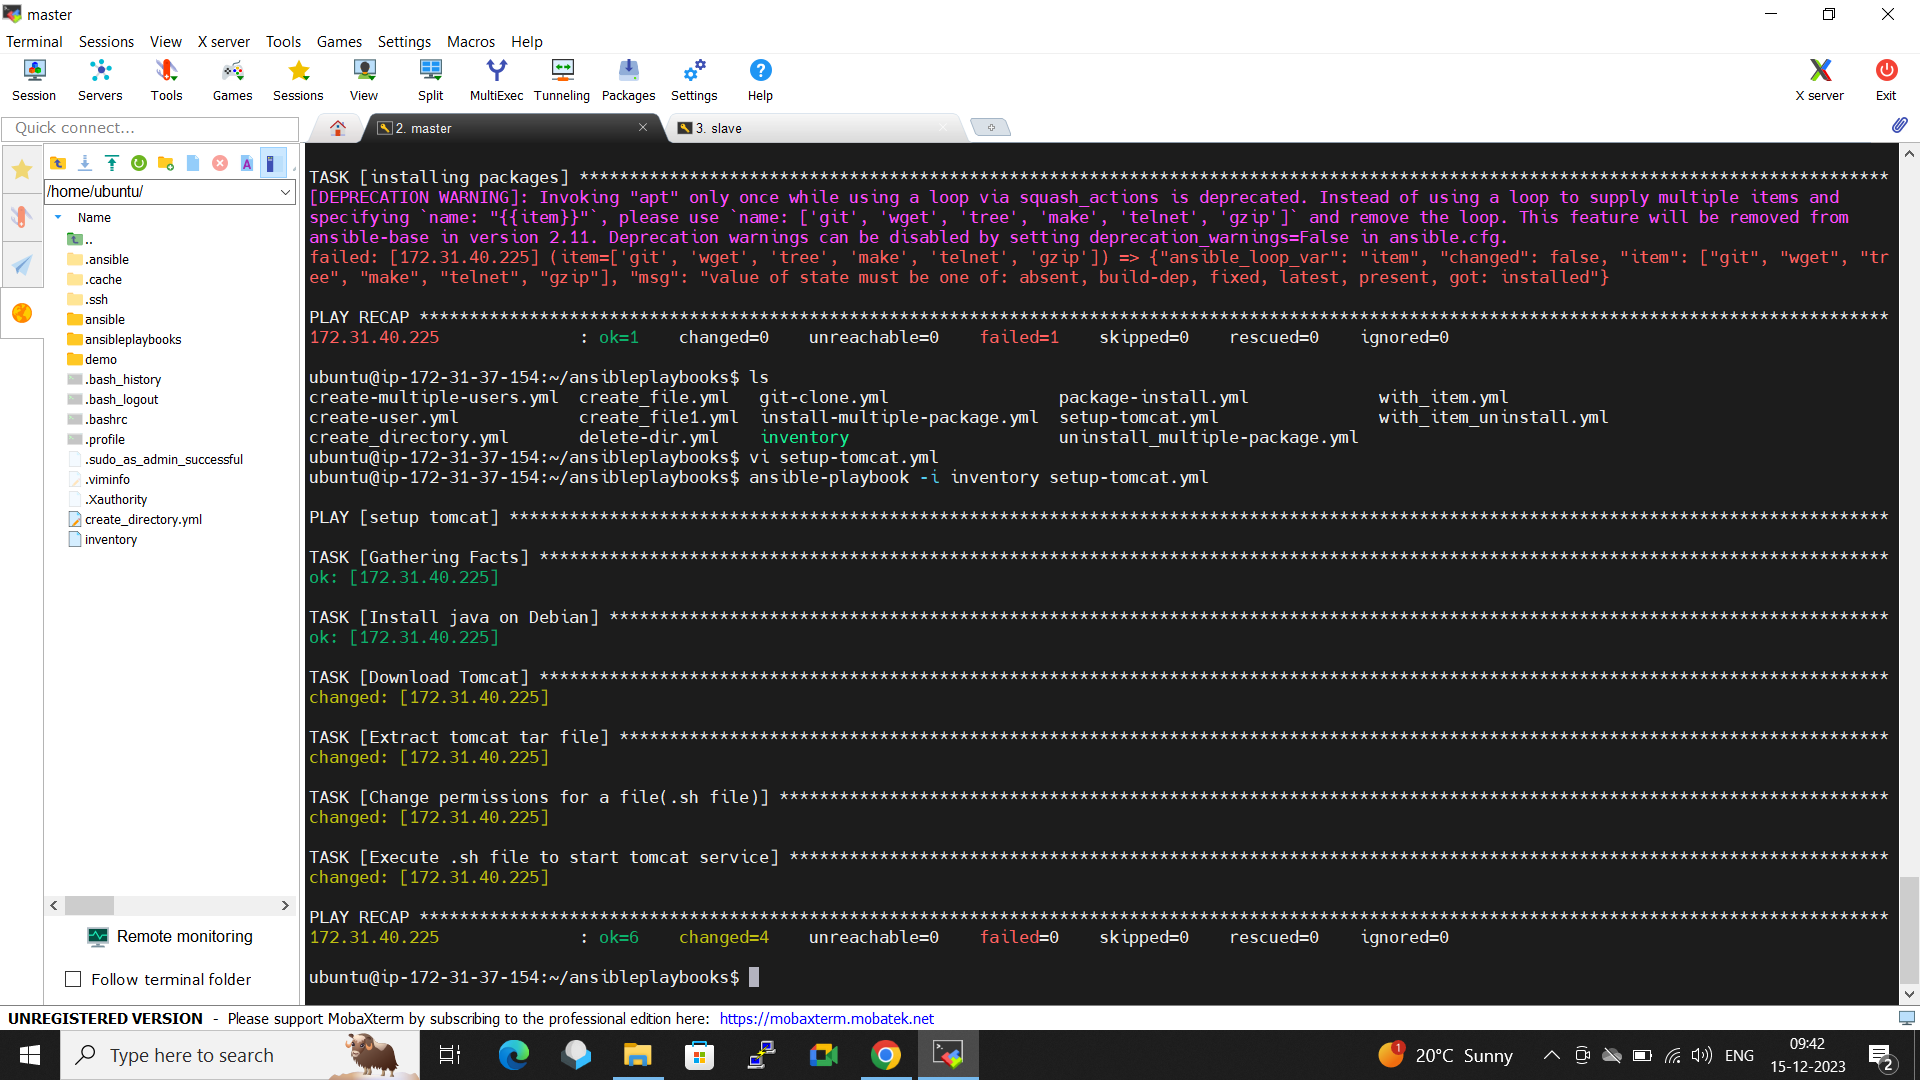 master
Terminal Sessions View X server Tools Games Settings Macros Help
Session Servers Tools Games Sessions View Split MultiExec Tunneling Packages Settings Help X server Exit
Quick connect...
2. master
3. slave
/home/ubuntu/
Name
..
.ansible
.cache
.ssh
ansible
ansibleplaybooks
demo
.bash_history
.bash_logout
.bashrc
.profile
.sudo_as_admin_successful
.viminfo
.Xauthority
create_directory.yml
inventory
Remote monitoring
Follow terminal folder
TASK [installing packages] ***********************************************************************************************************************************
[DEPRECATION WARNING]: Invoking "apt" only once while using a loop via squash_actions is deprecated. Instead of using a loop to supply multiple items and
specifying `name: "{{item}}"`, please use `name: ['git', 'wget', 'tree', 'make', 'telnet', 'gzip']` and remove the loop. This feature will be removed from
ansible-base in version 2.11. Deprecation warnings can be disabled by setting deprecation_warnings=False in ansible.cfg.
failed: [172.31.40.225] (item=['git', 'wget', 'tree', 'make', 'telnet', 'gzip']) => {"ansible_loop_var": "item", "changed": false, "item": ["git", "wget", "tr
ee", "make", "telnet", "gzip"], "msg": "value of state must be one of: absent, build-dep, fixed, latest, present, got: installed"}
PLAY RECAP ***************************************************************************************************************************************************
172.31.40.225 : ok=1 changed=0 unreachable=0 failed=1 skipped=0 rescued=0 ignored=0
ubuntu@ip-172-31-37-154:~/ansibleplaybooks$ ls
create-multiple-users.yml create_file.yml git-clone.yml package-install.yml with_item.yml
create-user.yml create_file1.yml install-multiple-package.yml setup-tomcat.yml with_item_uninstall.yml
create_directory.yml delete-dir.yml inventory uninstall_multiple-package.yml
ubuntu@ip-172-31-37-154:~/ansibleplaybooks$ vi setup-tomcat.yml
ubuntu@ip-172-31-37-154:~/ansibleplaybooks$ ansible-playbook -i inventory setup-tomcat.yml
PLAY [setup tomcat] ******************************************************************************************************************************************
TASK [Gathering Facts] ***************************************************************************************************************************************
ok: [172.31.40.225]
TASK [Install java on Debian] ********************************************************************************************************************************
ok: [172.31.40.225]
TASK [Download Tomcat] ***************************************************************************************************************************************
changed: [172.31.40.225]
TASK [Extract tomcat tar file] *******************************************************************************************************************************
changed: [172.31.40.225]
TASK [Change permissions for a file(.sh file)] ***************************************************************************************************************
changed: [172.31.40.225]
TASK [Execute .sh file to start tomcat service] **************************************************************************************************************
changed: [172.31.40.225]
PLAY RECAP ***************************************************************************************************************************************************
172.31.40.225 : ok=6 changed=4 unreachable=0 failed=0 skipped=0 rescued=0 ignored=0
ubuntu@ip-172-31-37-154:~/ansibleplaybooks$
UNREGISTERED VERSION - Please support MobaXterm by subscribing to the professional edition here: https://mobaxterm.mobatek.net
Type here to search
1
20°C Sunny
ENG
09:42
15-12-2023
2